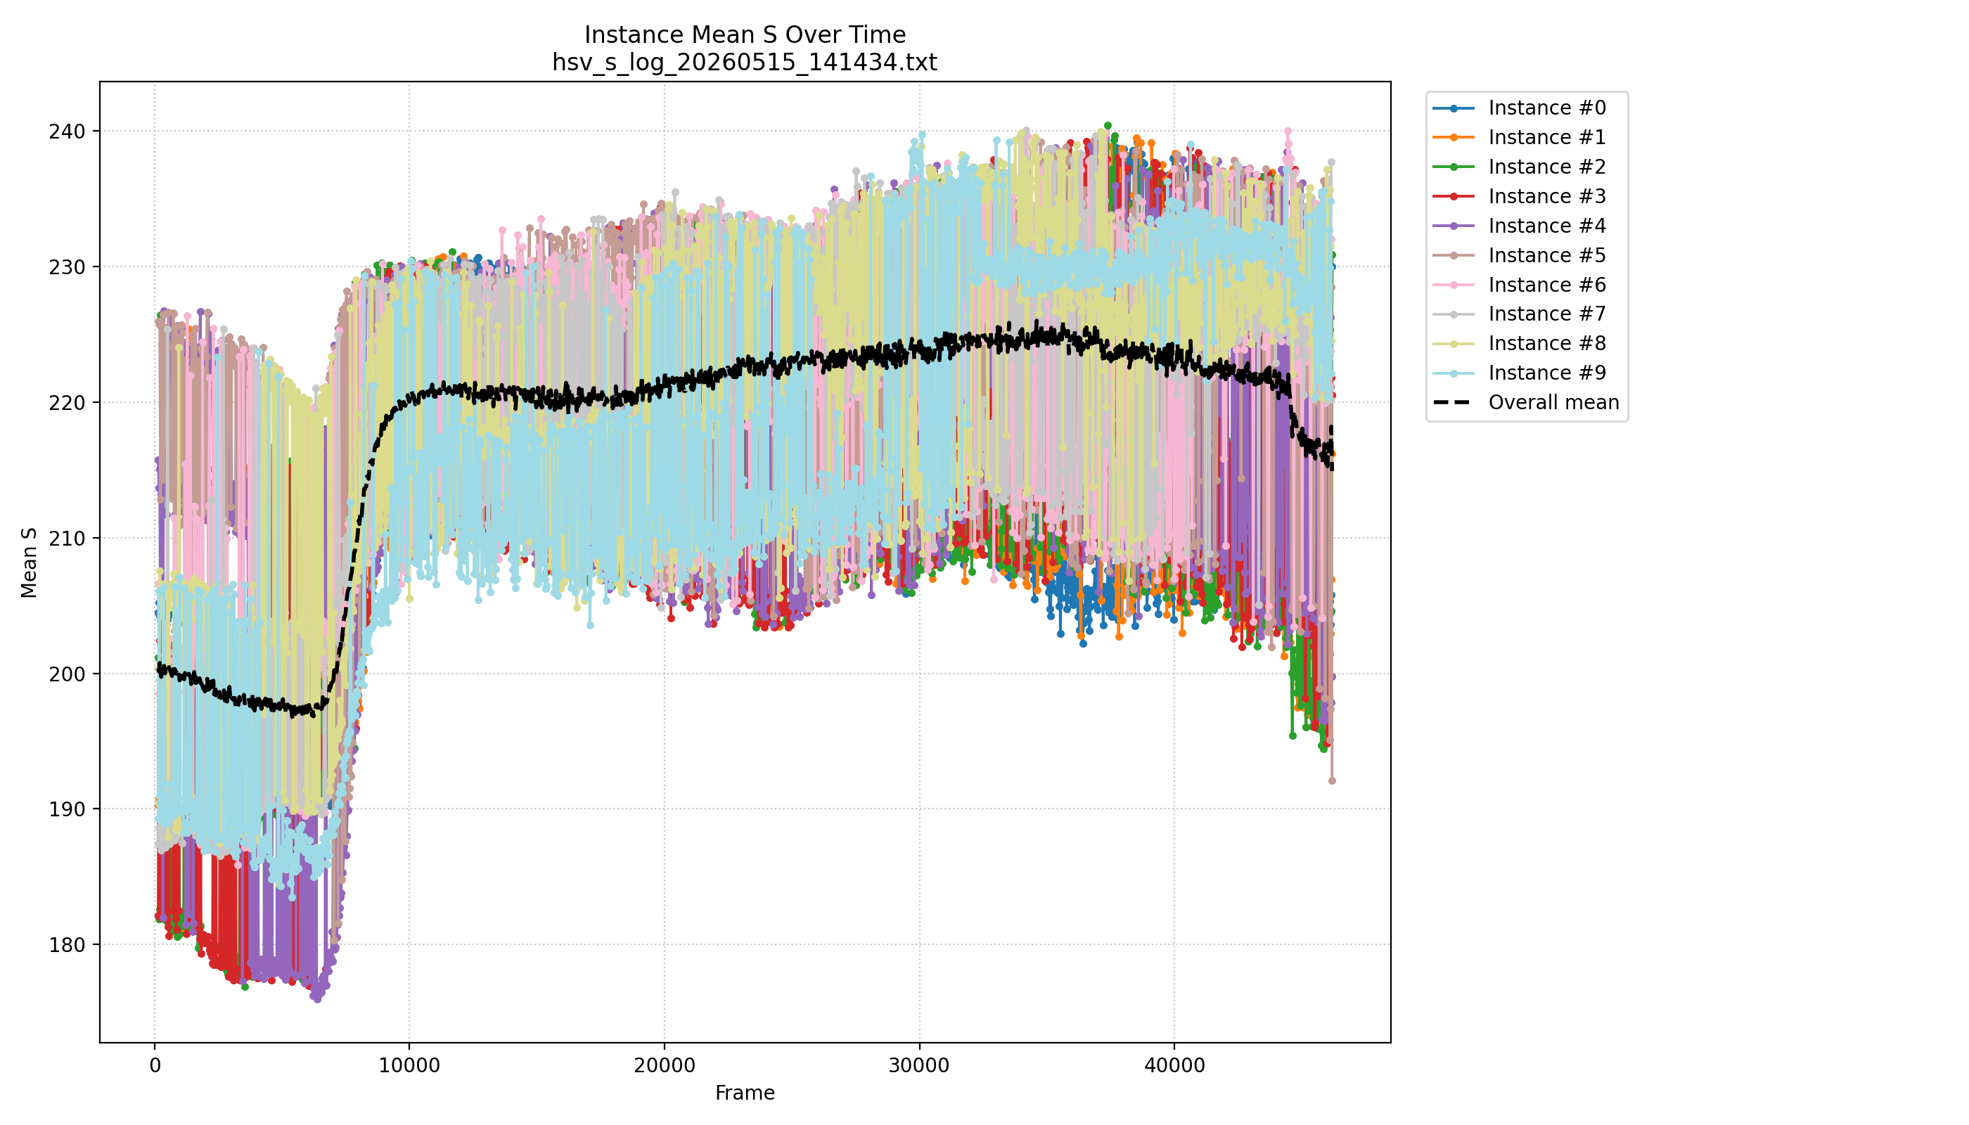 Instance Mean S Over Time
hsv_s_log_20260515_141434.txt
Mean S
240
230
220
210
200
190
180
0
10000
20000
30000
40000
Frame
Instance #0
Instance #1
Instance #2
Instance #3
Instance #4
Instance #5
Instance #6
Instance #7
Instance #8
Instance #9
Overall mean